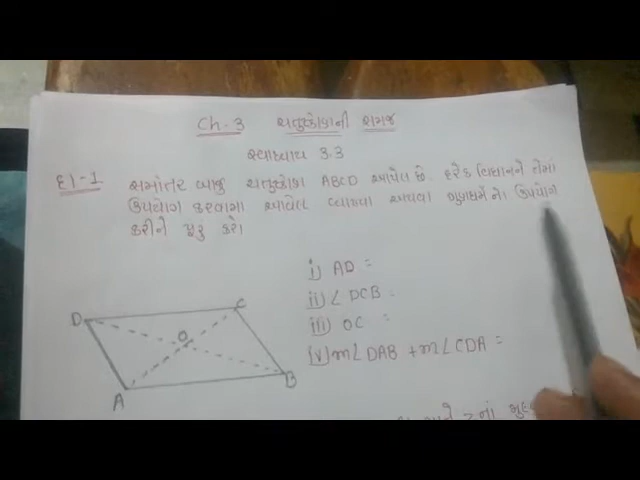 Ch-3 ચતુષ્કોણની સમજ
સ્વાધ્યાય 3.3
દા-1 સમાંતર બાજુ ચતુષ્કોણ ABCD આપેલ છે. દરેક વિધાનને તેમાં
ઉપયોગ કરવામા આવેલ વ્યાખ્યા અથવા ગુણધર્મનો ઉપયોગ
કરીને પુરુ કરો
i) AD =
ii) ∠DCB =
iii) OC =
iv) m∠DAB + m∠CDA =
D
C
O
B
A